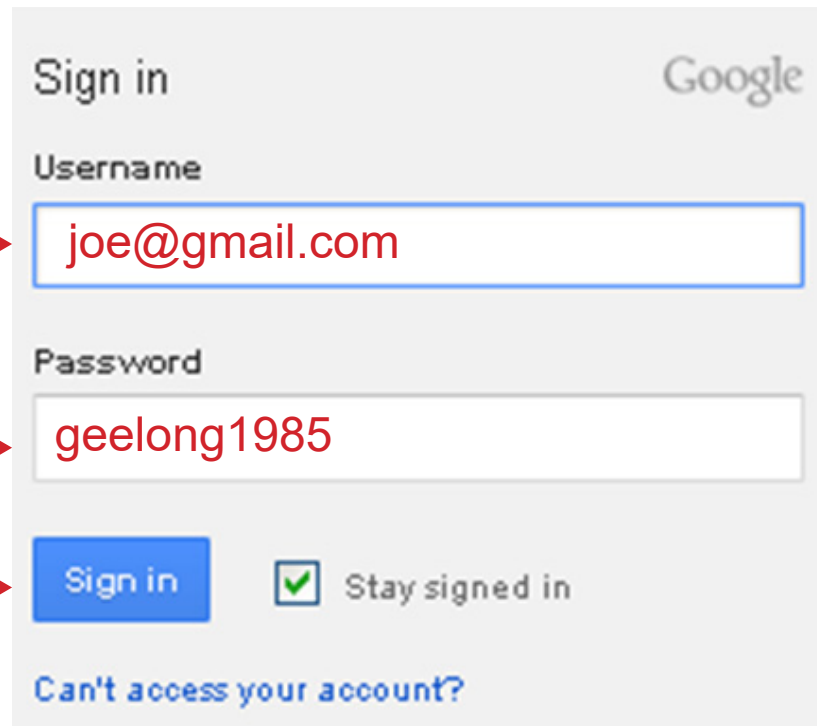 Sign in Google
Username
joe@gmail.com
Password
geelong1985
Sign in Stay signed in
Can't access your account?